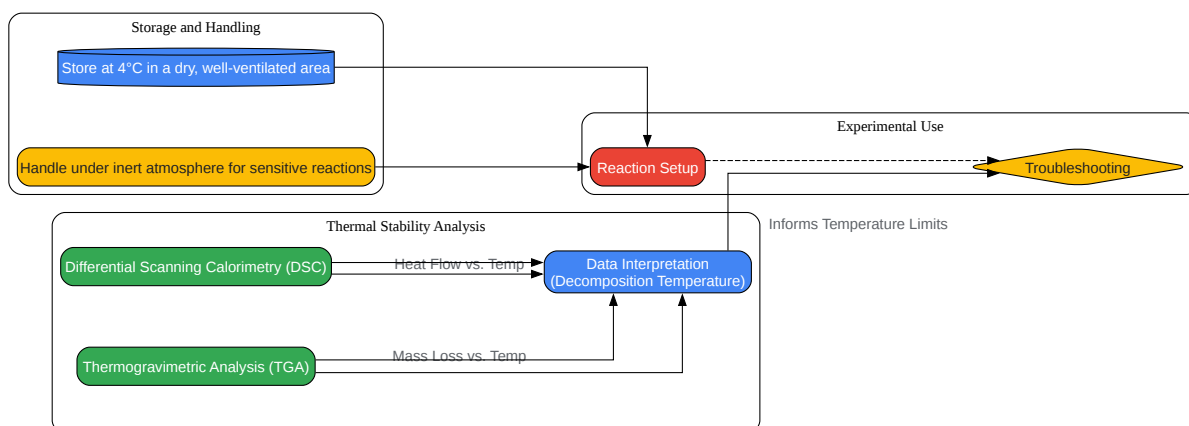 Storage and Handling
Store at 4°C in a dry, well-ventilated area
Handle under inert atmosphere for sensitive reactions
Experimental Use
Reaction Setup
Troubleshooting
Informs Temperature Limits
Thermal Stability Analysis
Differential Scanning Calorimetry (DSC)
Heat Flow vs. Temp
Data Interpretation
(Decomposition Temperature)
Thermogravimetric Analysis (TGA)
Mass Loss vs. Temp